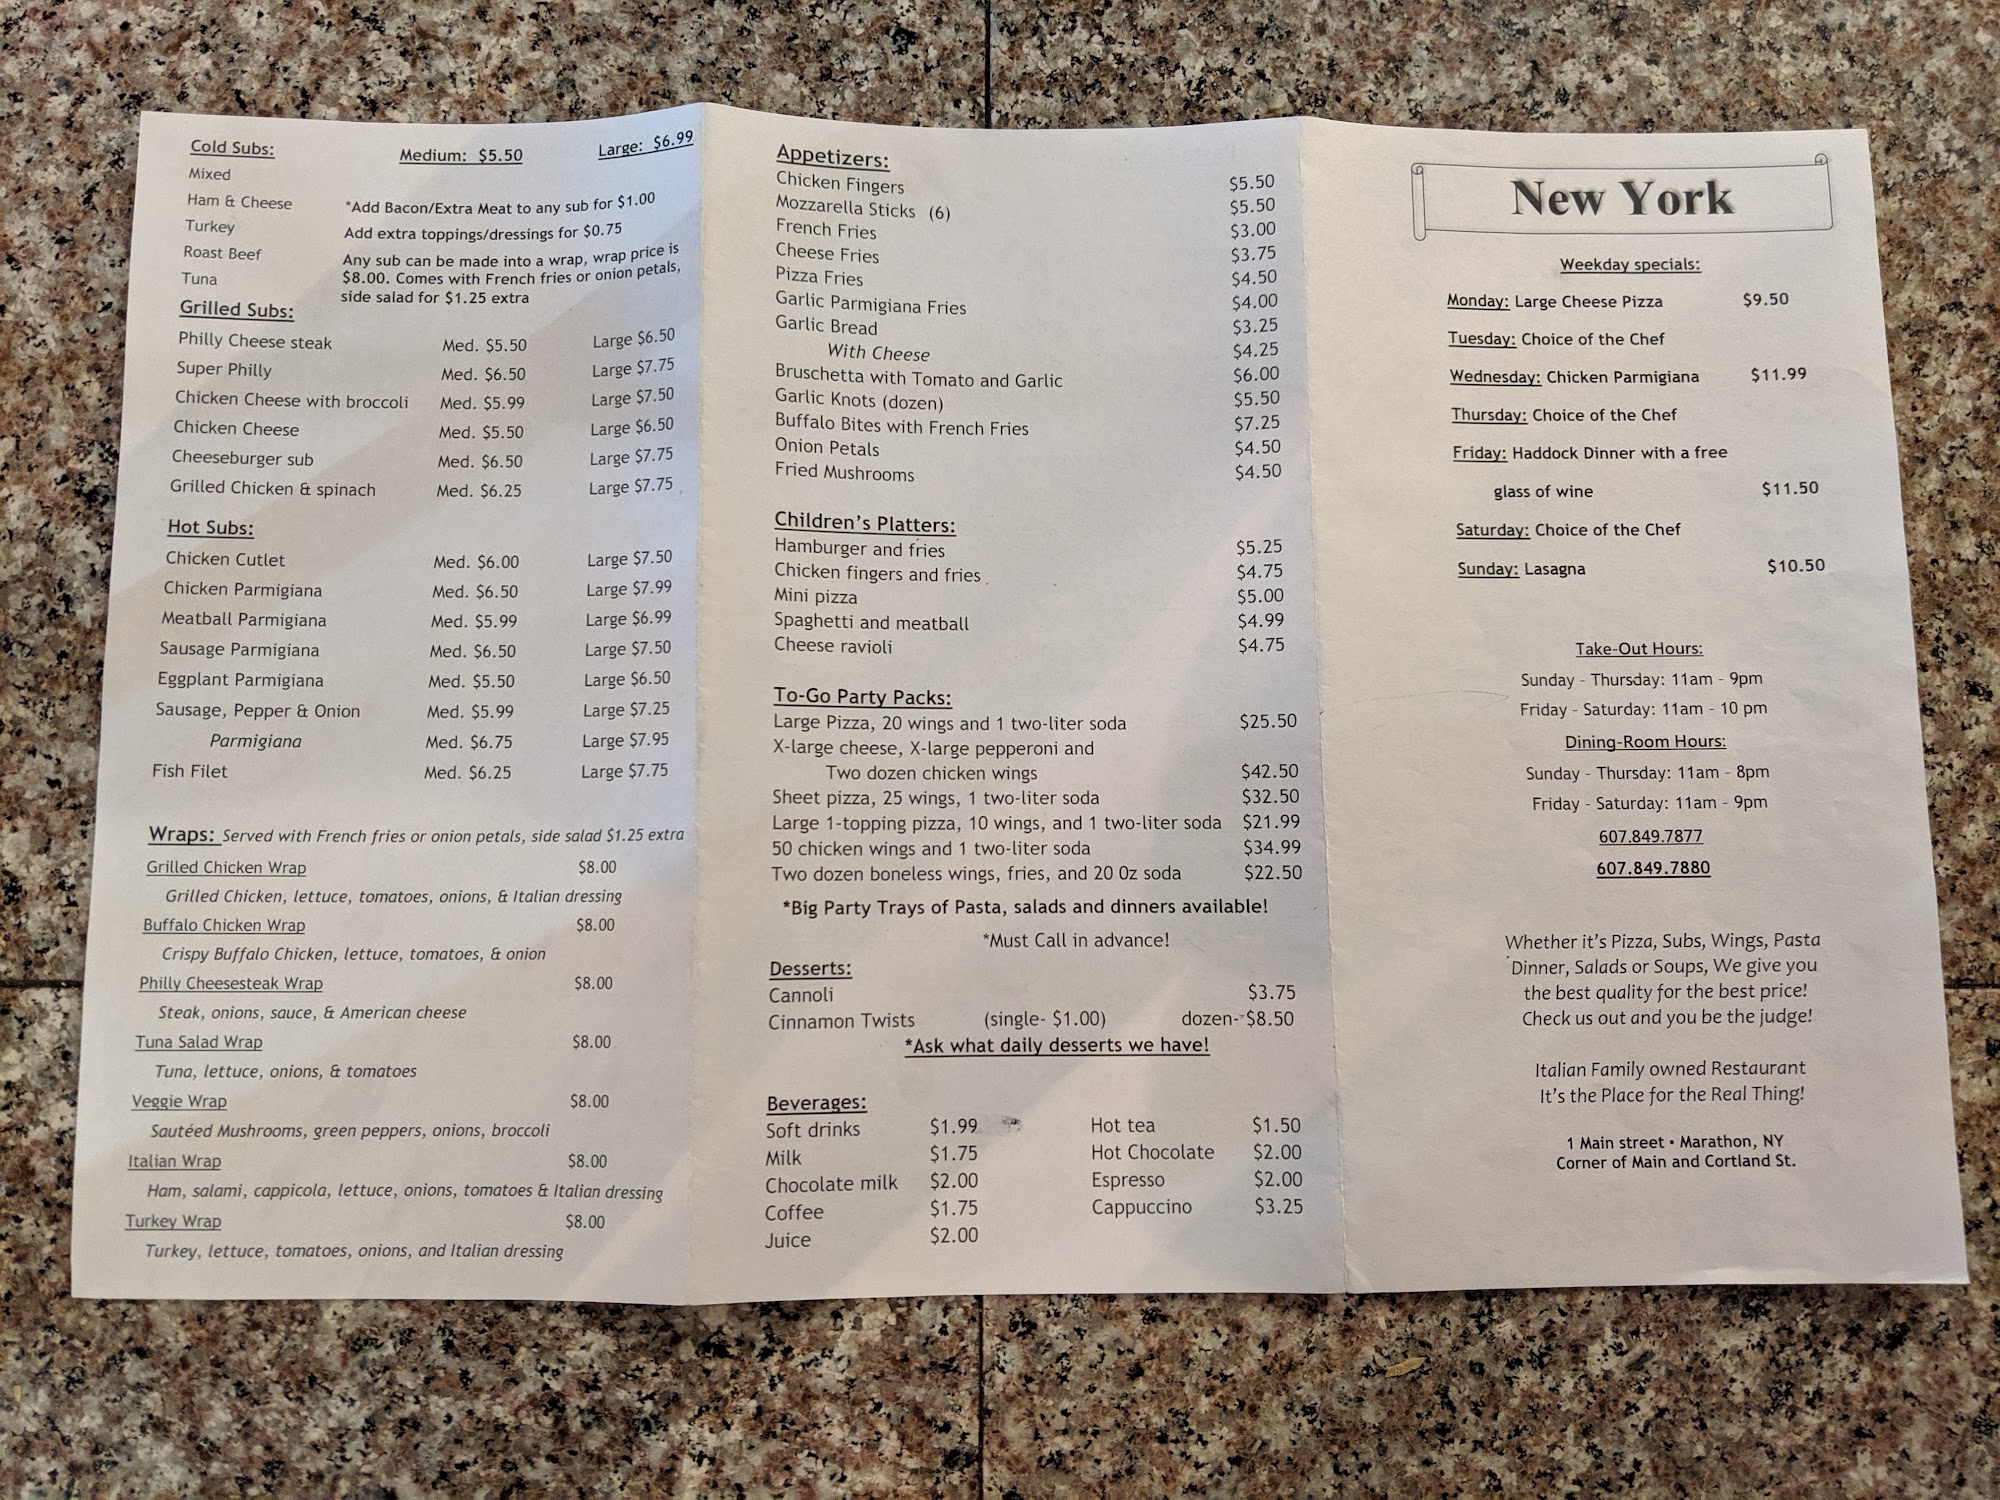 Cold Subs: Medium: $5.50 Large: $6.99
Mixed
Ham & Cheese *Add Bacon/Extra Meat to any sub for $1.00
Turkey Add extra toppings/dressings for $0.75
Roast Beef Any sub can be made into a wrap, wrap price is
Tuna $8.00. Comes with French fries or onion petals,
side salad for $1.25 extra
Grilled Subs:
Philly Cheese steak Med. $5.50 Large $6.50
Super Philly Med. $6.50 Large $7.75
Chicken Cheese with broccoli Med. $5.99 Large $7.50
Chicken Cheese Med. $5.50 Large $6.50
Cheeseburger sub Med. $6.50 Large $7.75
Grilled Chicken & spinach Med. $6.25 Large $7.75
Hot Subs:
Chicken Cutlet Med. $6.00 Large $7.50
Chicken Parmigiana Med. $6.50 Large $7.99
Meatball Parmigiana Med. $5.99 Large $6.99
Sausage Parmigiana Med. $6.50 Large $7.50
Eggplant Parmigiana Med. $5.50 Large $6.50
Sausage, Pepper & Onion Med. $5.99 Large $7.25
Parmigiana Med. $6.75 Large $7.95
Fish Filet Med. $6.25 Large $7.75
Wraps: Served with French fries or onion petals, side salad $1.25 extra
Grilled Chicken Wrap $8.00
Grilled Chicken, lettuce, tomatoes, onions, & Italian dressing
Buffalo Chicken Wrap $8.00
Crispy Buffalo Chicken, lettuce, tomatoes, & onion
Philly Cheesesteak Wrap $8.00
Steak, onions, sauce, & American cheese
Tuna Salad Wrap $8.00
Tuna, lettuce, onions, & tomatoes
Veggie Wrap $8.00
Sautéed Mushrooms, green peppers, onions, broccoli
Italian Wrap $8.00
Ham, salami, cappicola, lettuce, onions, tomatoes & Italian dressing
Turkey Wrap $8.00
Turkey, lettuce, tomatoes, onions, and Italian dressing
Appetizers:
Chicken Fingers $5.50
Mozzarella Sticks (6) $5.50
French Fries $3.00
Cheese Fries $3.75
Pizza Fries $4.50
Garlic Parmigiana Fries $4.00
Garlic Bread $3.25
With Cheese $4.25
Bruschetta with Tomato and Garlic $6.00
Garlic Knots (dozen) $5.50
Buffalo Bites with French Fries $7.25
Onion Petals $4.50
Fried Mushrooms $4.50
Children's Platters:
Hamburger and fries $5.25
Chicken fingers and fries $4.75
Mini pizza $5.00
Spaghetti and meatball $4.99
Cheese ravioli $4.75
To-Go Party Packs:
Large Pizza, 20 wings and 1 two-liter soda $25.50
X-large cheese, X-large pepperoni and
Two dozen chicken wings $42.50
Sheet pizza, 25 wings, 1 two-liter soda $32.50
Large 1-topping pizza, 10 wings, and 1 two-liter soda $21.99
50 chicken wings and 1 two-liter soda $34.99
Two dozen boneless wings, fries, and 20 Oz soda $22.50
*Big Party Trays of Pasta, salads and dinners available!
*Must Call in advance!
Desserts:
Cannoli $3.75
Cinnamon Twists (single- $1.00) dozen- $8.50
*Ask what daily desserts we have!
Beverages:
Soft drinks $1.99 Hot tea $1.50
Milk $1.75 Hot Chocolate $2.00
Chocolate milk $2.00 Espresso $2.00
Coffee $1.75 Cappuccino $3.25
Juice $2.00
New York
Weekday specials:
Monday: Large Cheese Pizza $9.50
Tuesday: Choice of the Chef
Wednesday: Chicken Parmigiana $11.99
Thursday: Choice of the Chef
Friday: Haddock Dinner with a free
glass of wine $11.50
Saturday: Choice of the Chef
Sunday: Lasagna $10.50
Take-Out Hours:
Sunday - Thursday: 11am - 9pm
Friday - Saturday: 11am - 10 pm
Dining-Room Hours:
Sunday - Thursday: 11am - 8pm
Friday - Saturday: 11am - 9pm
607.849.7877
607.849.7880
Whether it's Pizza, Subs, Wings, Pasta
Dinner, Salads or Soups, We give you
the best quality for the best price!
Check us out and you be the judge!
Italian Family owned Restaurant
It's the Place for the Real Thing!
1 Main street • Marathon, NY
Corner of Main and Cortland St.